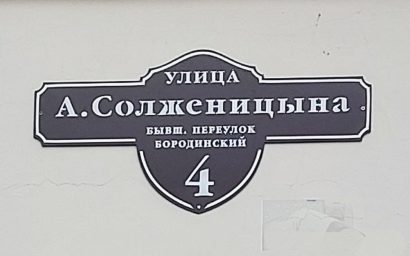 УЛИЦА
А.Солженицына
БЫВШ. ПЕРЕУЛОК
БОРОДИНСКИЙ
4